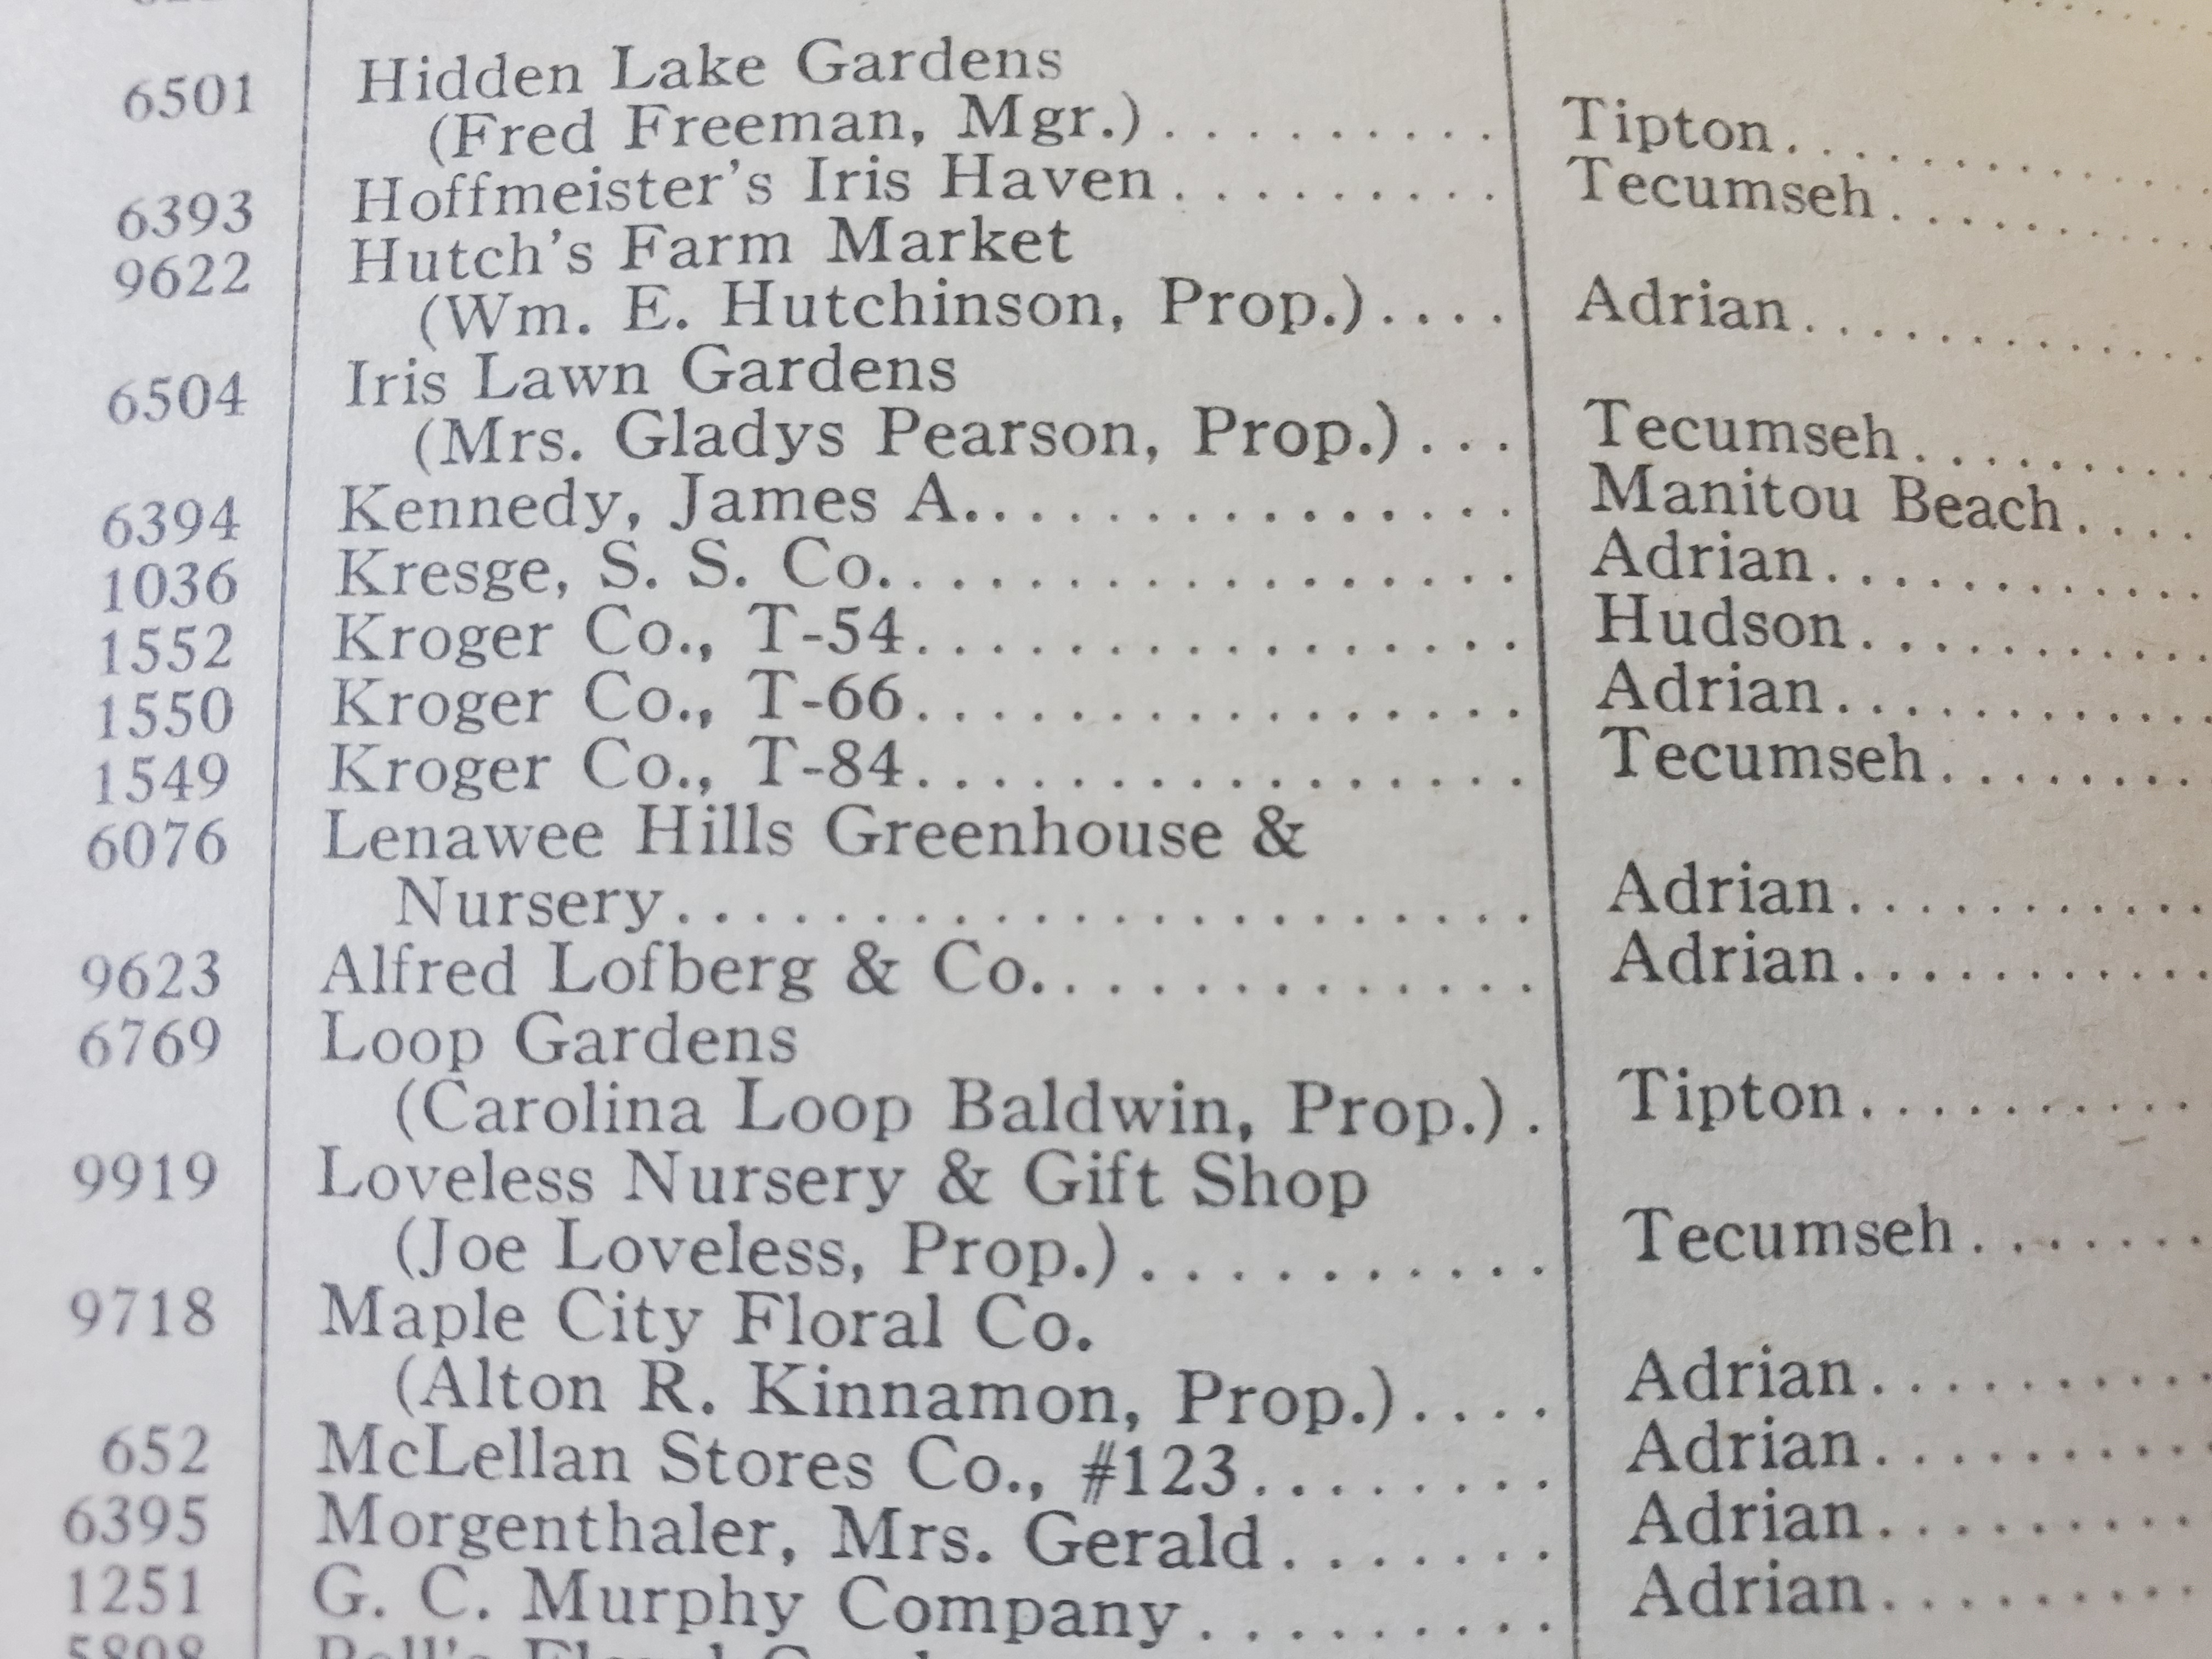 6501 Hidden Lake Gardens
(Fred Freeman, Mgr.).......... Tipton..........
6393 Hoffmeister's Iris Haven......... Tecumseh..........
9622 Hutch's Farm Market
(Wm. E. Hutchinson, Prop.).... Adrian............
6504 Iris Lawn Gardens
(Mrs. Gladys Pearson, Prop.)... Tecumseh.........
6394 Kennedy, James A............... Manitou Beach....
1036 Kresge, S. S. Co................. Adrian............
1552 Kroger Co., T-54................ Hudson...........
1550 Kroger Co., T-66................ Adrian...........
1549 Kroger Co., T-84................ Tecumseh........
6076 Lenawee Hills Greenhouse &
Nursery...................... Adrian...........
9623 Alfred Lofberg & Co.............. Adrian...........
6769 Loop Gardens
(Carolina Loop Baldwin, Prop.). Tipton..........
9919 Loveless Nursery & Gift Shop
(Joe Loveless, Prop.)........... Tecumseh.......
9718 Maple City Floral Co.
(Alton R. Kinnamon, Prop.).... Adrian..........
652 McLellan Stores Co., #123........ Adrian..........
6395 Morgenthaler, Mrs. Gerald....... Adrian..........
1251 G. C. Murphy Company......... Adrian..........